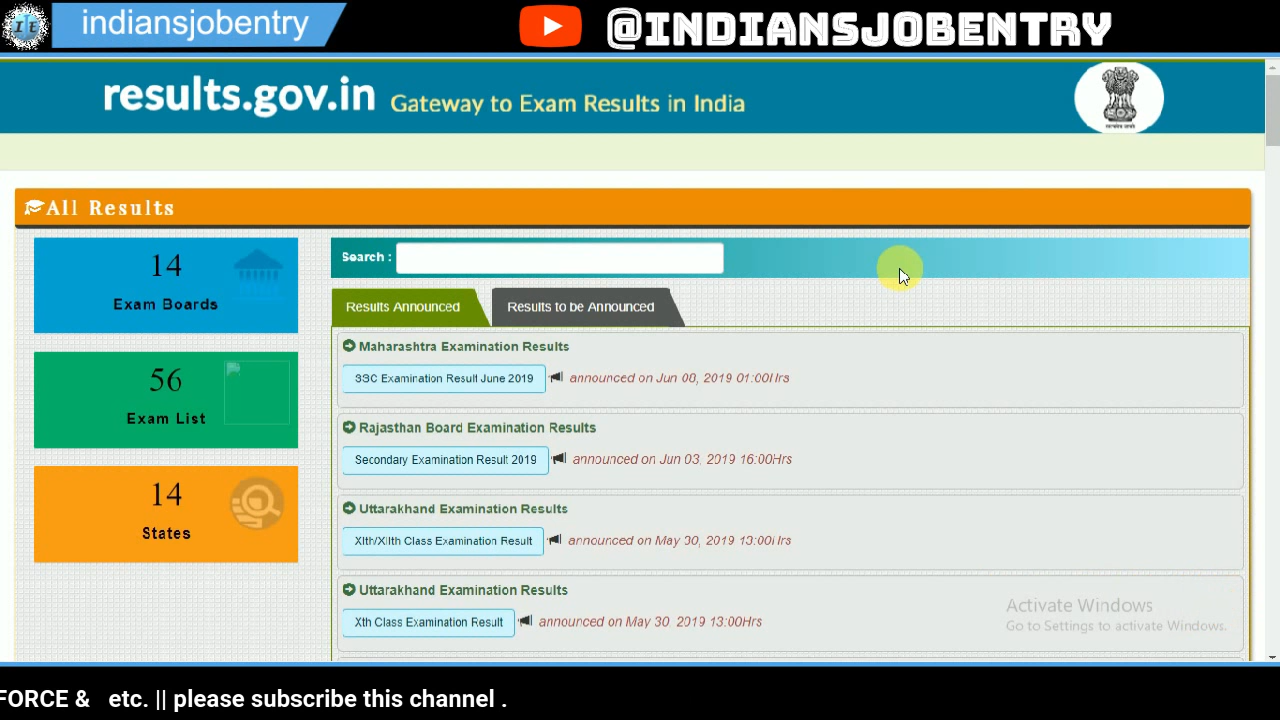 IE
indiansjobentry
@INDIANSJOBENTRY
results.gov.in Gateway to Exam Results in India
All Results
14
Exam Boards
56
Exam List
14
States
Search :
Results Announced
Results to be Announced
Maharashtra Examination Results
SSC Examination Result June 2019 announced on Jun 08, 2019 01:00Hrs
Rajasthan Board Examination Results
Secondary Examination Result 2019 announced on Jun 03, 2019 16:00Hrs
Uttarakhand Examination Results
XIth/XIIth Class Examination Result announced on May 30, 2019 13:00Hrs
Uttarakhand Examination Results
Xth Class Examination Result announced on May 30 2019 13:00Hrs
Activate Windows
Go to Settings to activate Windows.
FORCE & etc. || please subscribe this channel .